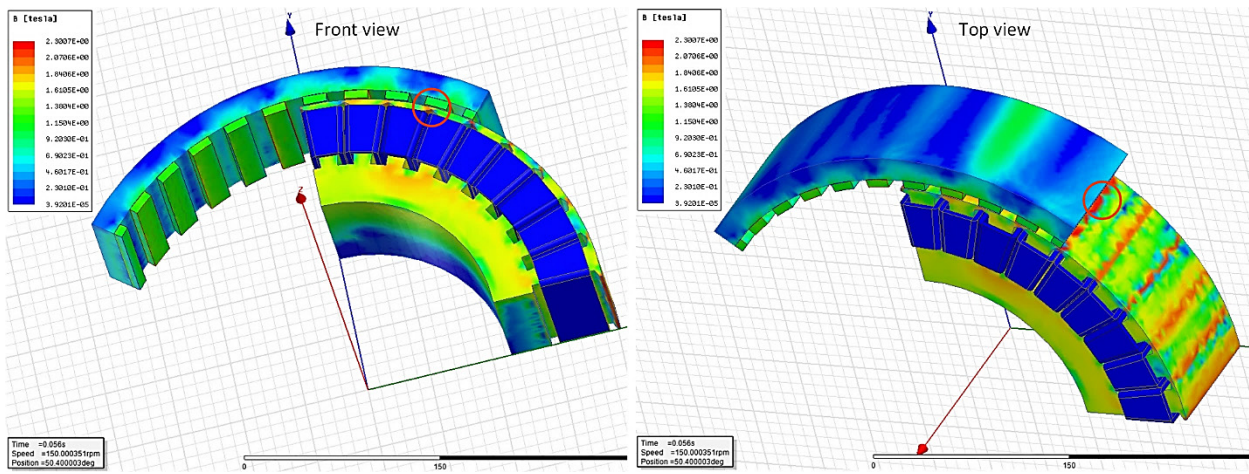 B [tesla]
2.3007E+00
2.0706E+00
1.8406E+00
1.6105E+00
1.3804E+00
1.1504E+00
9.2030E-01
6.9023E-01
4.6017E-01
2.3010E-01
3.9201E-05
Y
Front view
Z
Time =0.056s
Speed =150.000351rpm
Position =50.400003deg
0
150
B [tesla]
2.3007E+00
2.0706E+00
1.8406E+00
1.6105E+00
1.3804E+00
1.1504E+00
9.2030E-01
6.9023E-01
4.6017E-01
2.3010E-01
3.9201E-05
Y
Top view
Time =0.056s
Speed =150.000351rpm
Position =50.400003deg
0
150